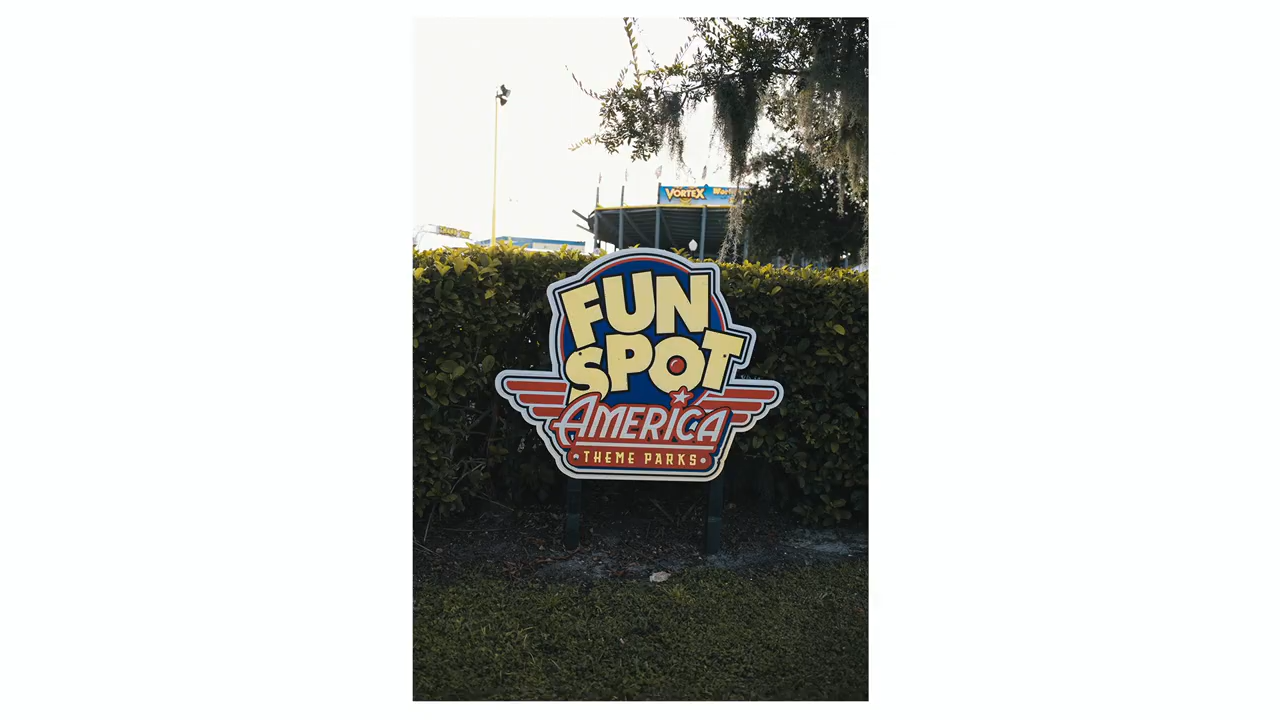 VORTEX
FUN
SPOT
AMERICA
THEME PARKS